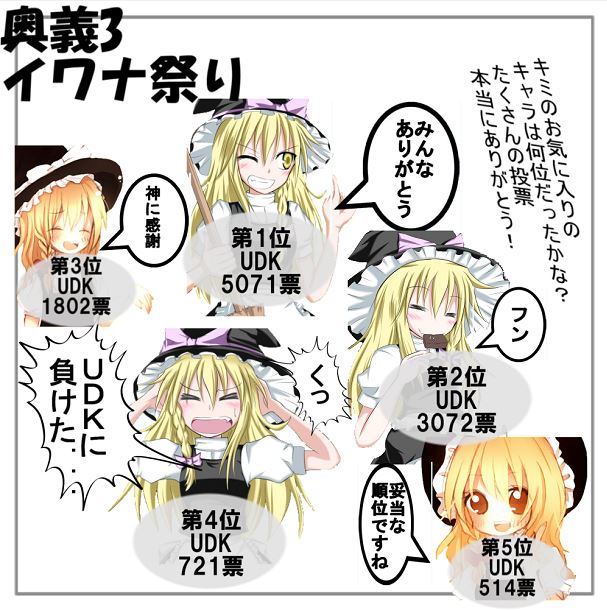 奥義3
イワナ祭り
キミのお気に入りの
キャラは何位だったかな？
たくさんの投票
本当にありがとう！
みんな
ありがとう
第1位
UDK
5071票
神に感謝
第3位
UDK
1802票
フン
第2位
UDK
3072票
くっ
UDKに
負けた．．．
第4位
UDK
721票
妥当な
順位ですね
第5位
UDK
514票